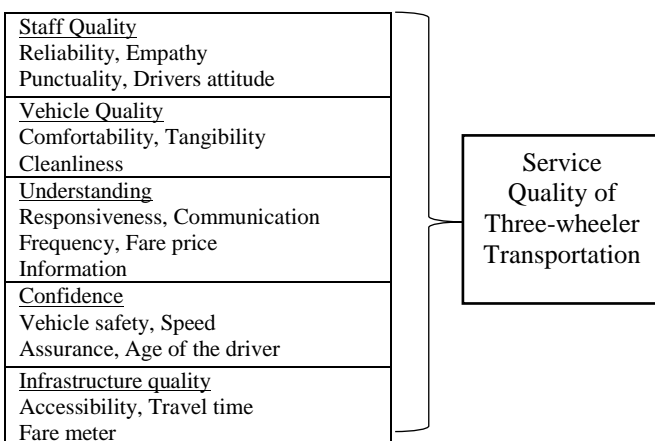 Staff Quality
Reliability, Empathy
Punctuality, Drivers attitude
Vehicle Quality
Comfortability, Tangibility
Cleanliness
Understanding
Responsiveness, Communication
Frequency, Fare price
Information
Confidence
Vehicle safety, Speed
Assurance, Age of the driver
Infrastructure quality
Accessibility, Travel time
Fare meter
Service
Quality of
Three-wheeler
Transportation